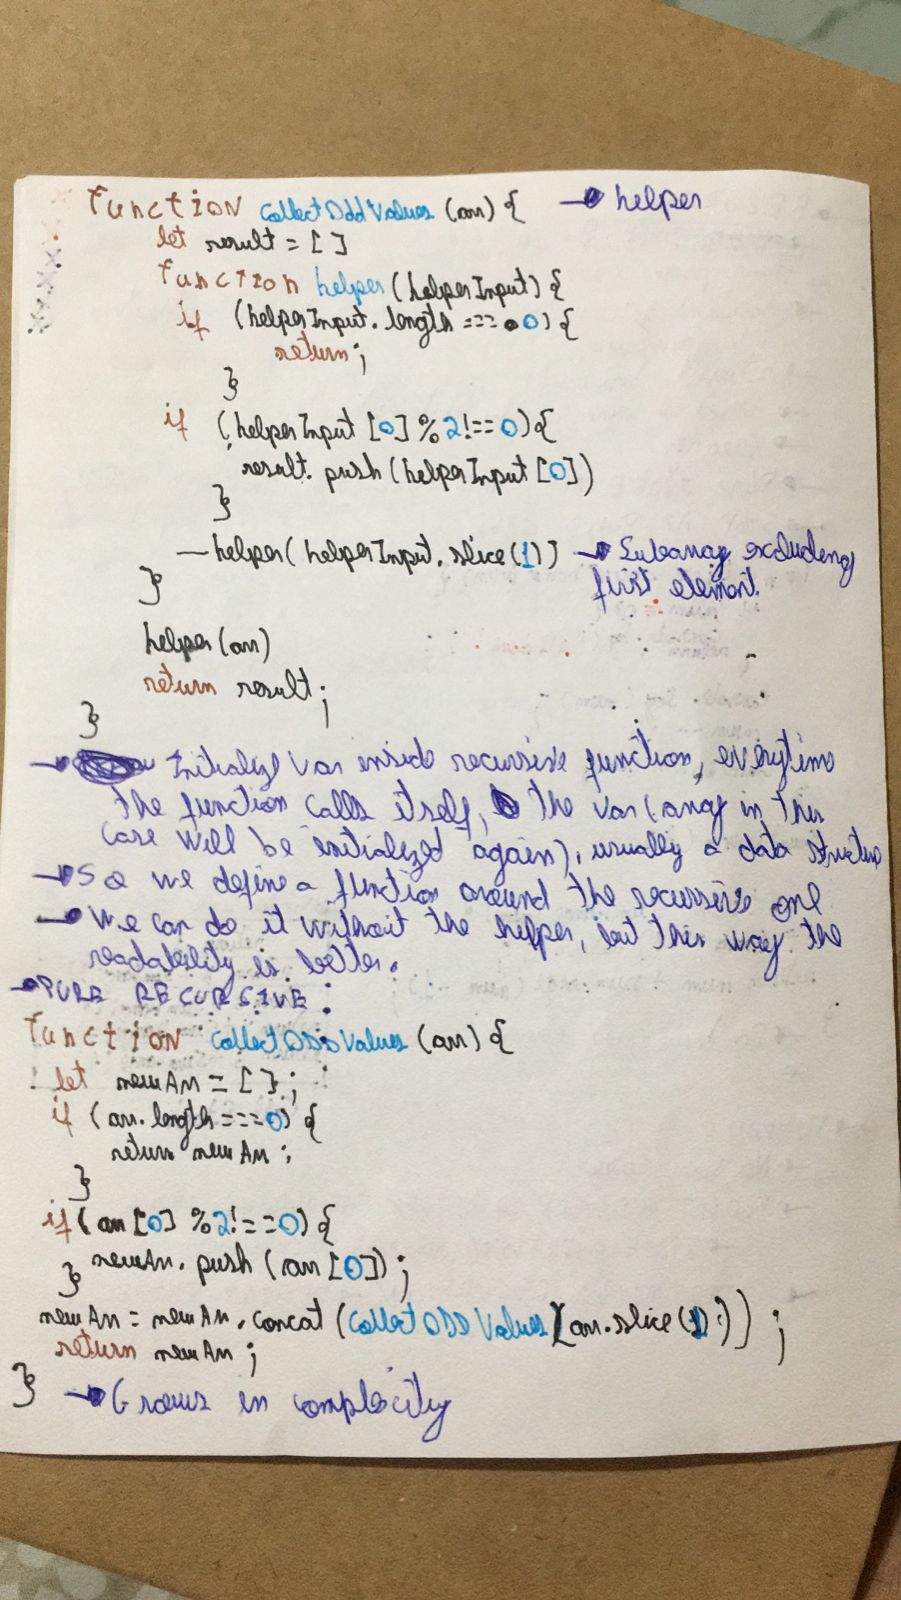 function collectOddValues (arr) { → helper
let result = [ ]
function helper (helperInput) {
if (helperInput.length === 0) {
return;
}
if (helperInput [0] % 2 !== 0) {
result. push (helperInput [0])
}
helper( helperInput. slice (1) ] → Subarray excluding
first element.
}
helper (arr)
return result;
}
→ Initialize var inside recursive function, everytime
the function calls itself, the var (array in this
case will be initialized again), usually a data structure
→ So we define a function around the recursive one
→ We can do it without the helper, but this way the
readability is better.
→ PURE RECURSIVE:
function collectODDValues (arr) {
let newArr = [ ];
if (arr. length === 0) {
return newArr;
}
if (arr [0] % 2 !== 0) {
newArr. push (arr [0]);
}
newArr = newArr. concat (collectODDValues (arr. slice (1))) ;
return newArr;
} → Grows in complecity